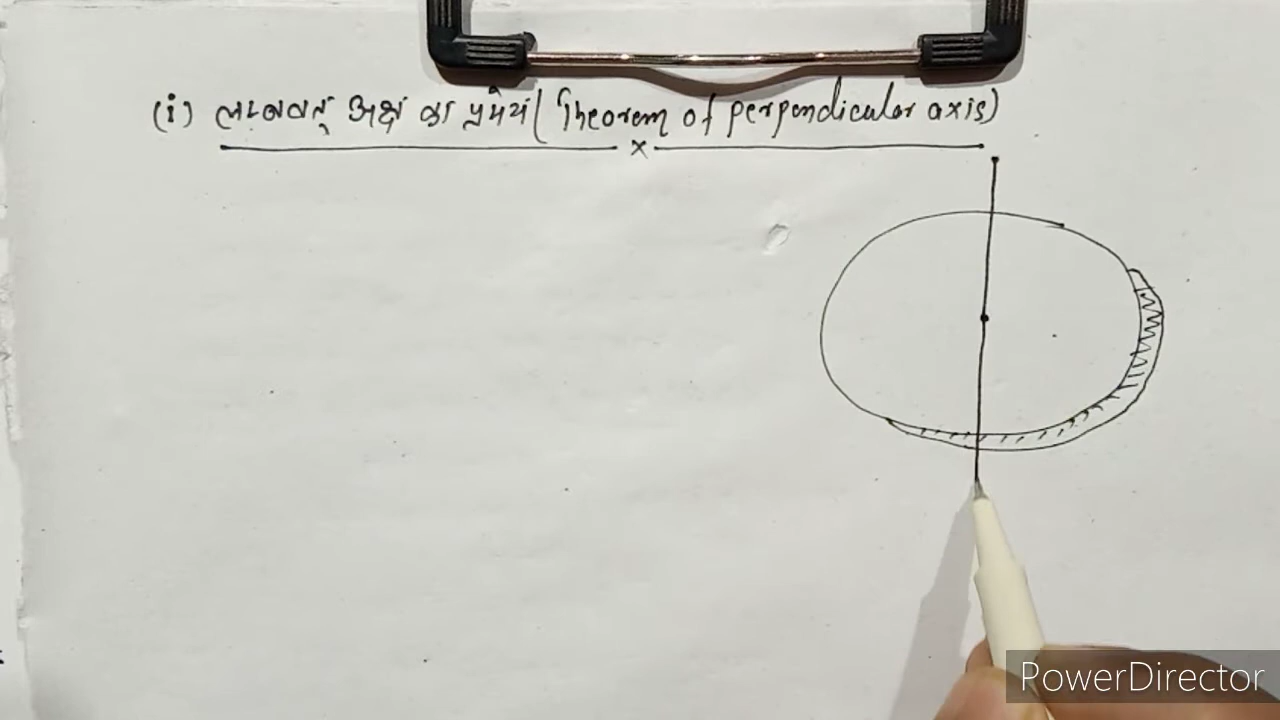 (i) लम्बवत् अक्ष का प्रमेय (Theorem of perpendicular axis)
PowerDirector